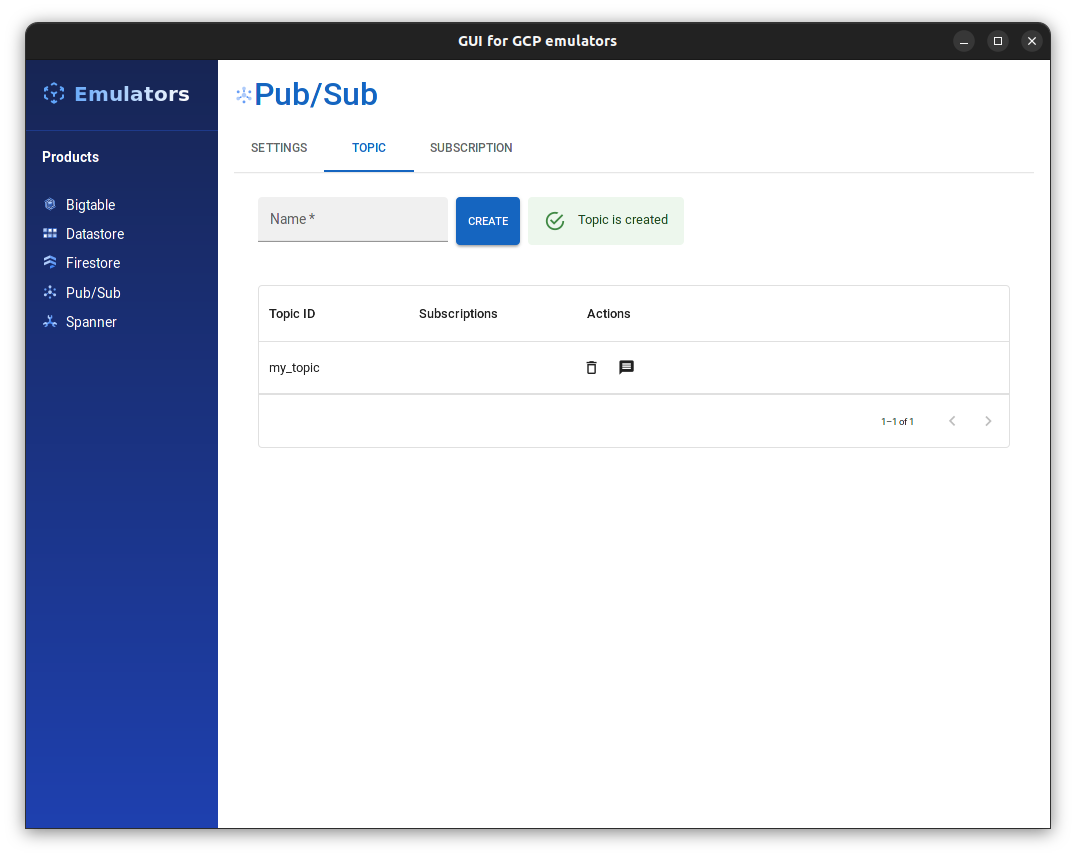 GUI for GCP emulators
Emulators
Products
Bigtable
Datastore
Firestore
Pub/Sub
Spanner
Pub/Sub
SETTINGS TOPIC SUBSCRIPTION
Name *
CREATE
Topic is created
Topic ID Subscriptions Actions
my_topic
1–1 of 1